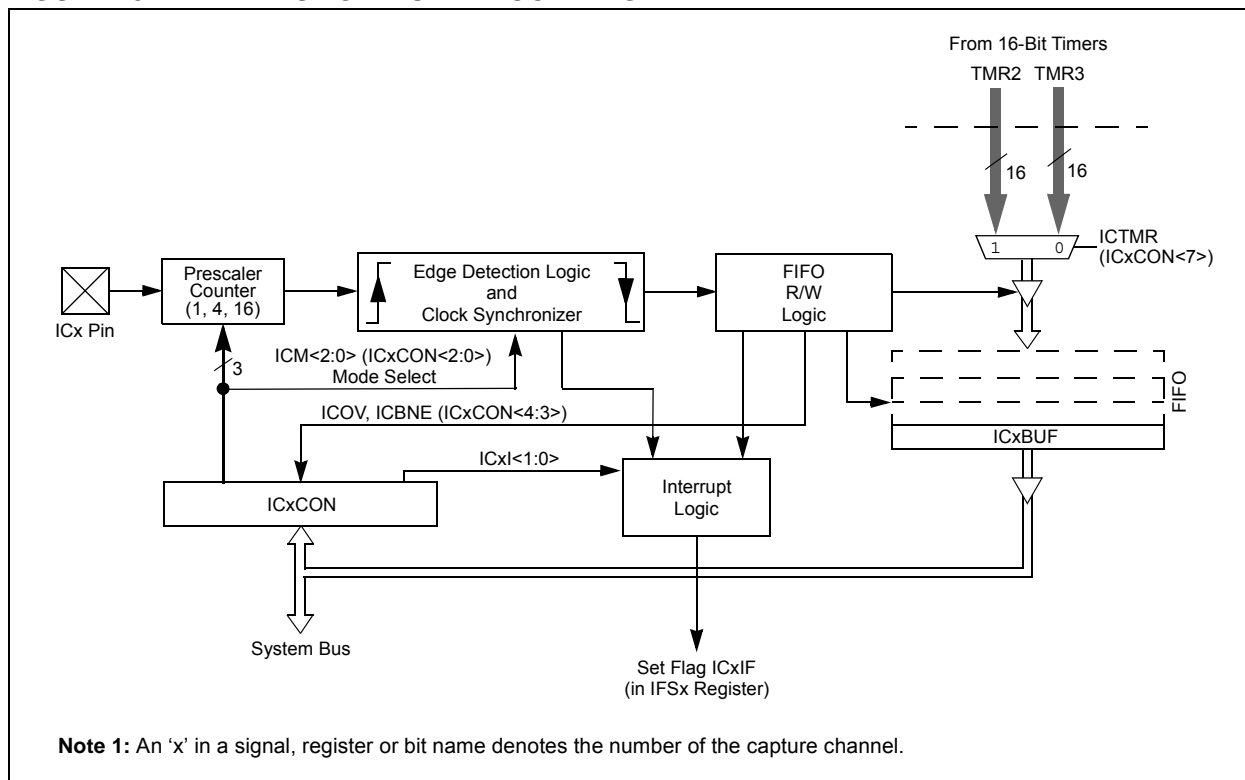 From 16-Bit Timers
TMR2 TMR3
16
16
1 0
ICTMR
(ICxCON<7>)
ICx Pin
Prescaler
Counter
(1, 4, 16)
Edge Detection Logic
and
Clock Synchronizer
FIFO
R/W
Logic
3
ICM<2:0> (ICxCON<2:0>)
Mode Select
ICOV, ICBNE (ICxCON<4:3>)
FIFO
ICxBUF
ICxI<1:0>
ICxCON
Interrupt
Logic
System Bus
Set Flag ICxIF
(in IFSx Register)
Note 1: An ‘x’ in a signal, register or bit name denotes the number of the capture channel.